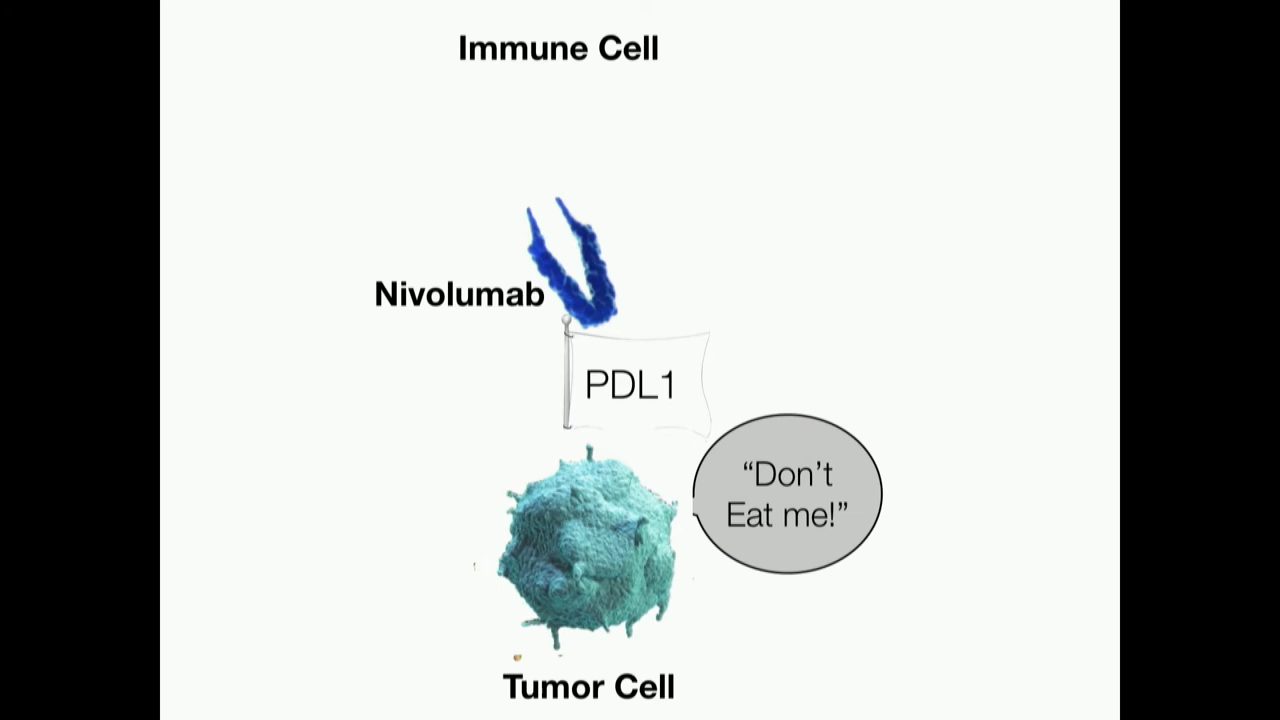 Immune Cell
Nivolumab
PDL1
“Don’t
Eat me!”
Tumor Cell